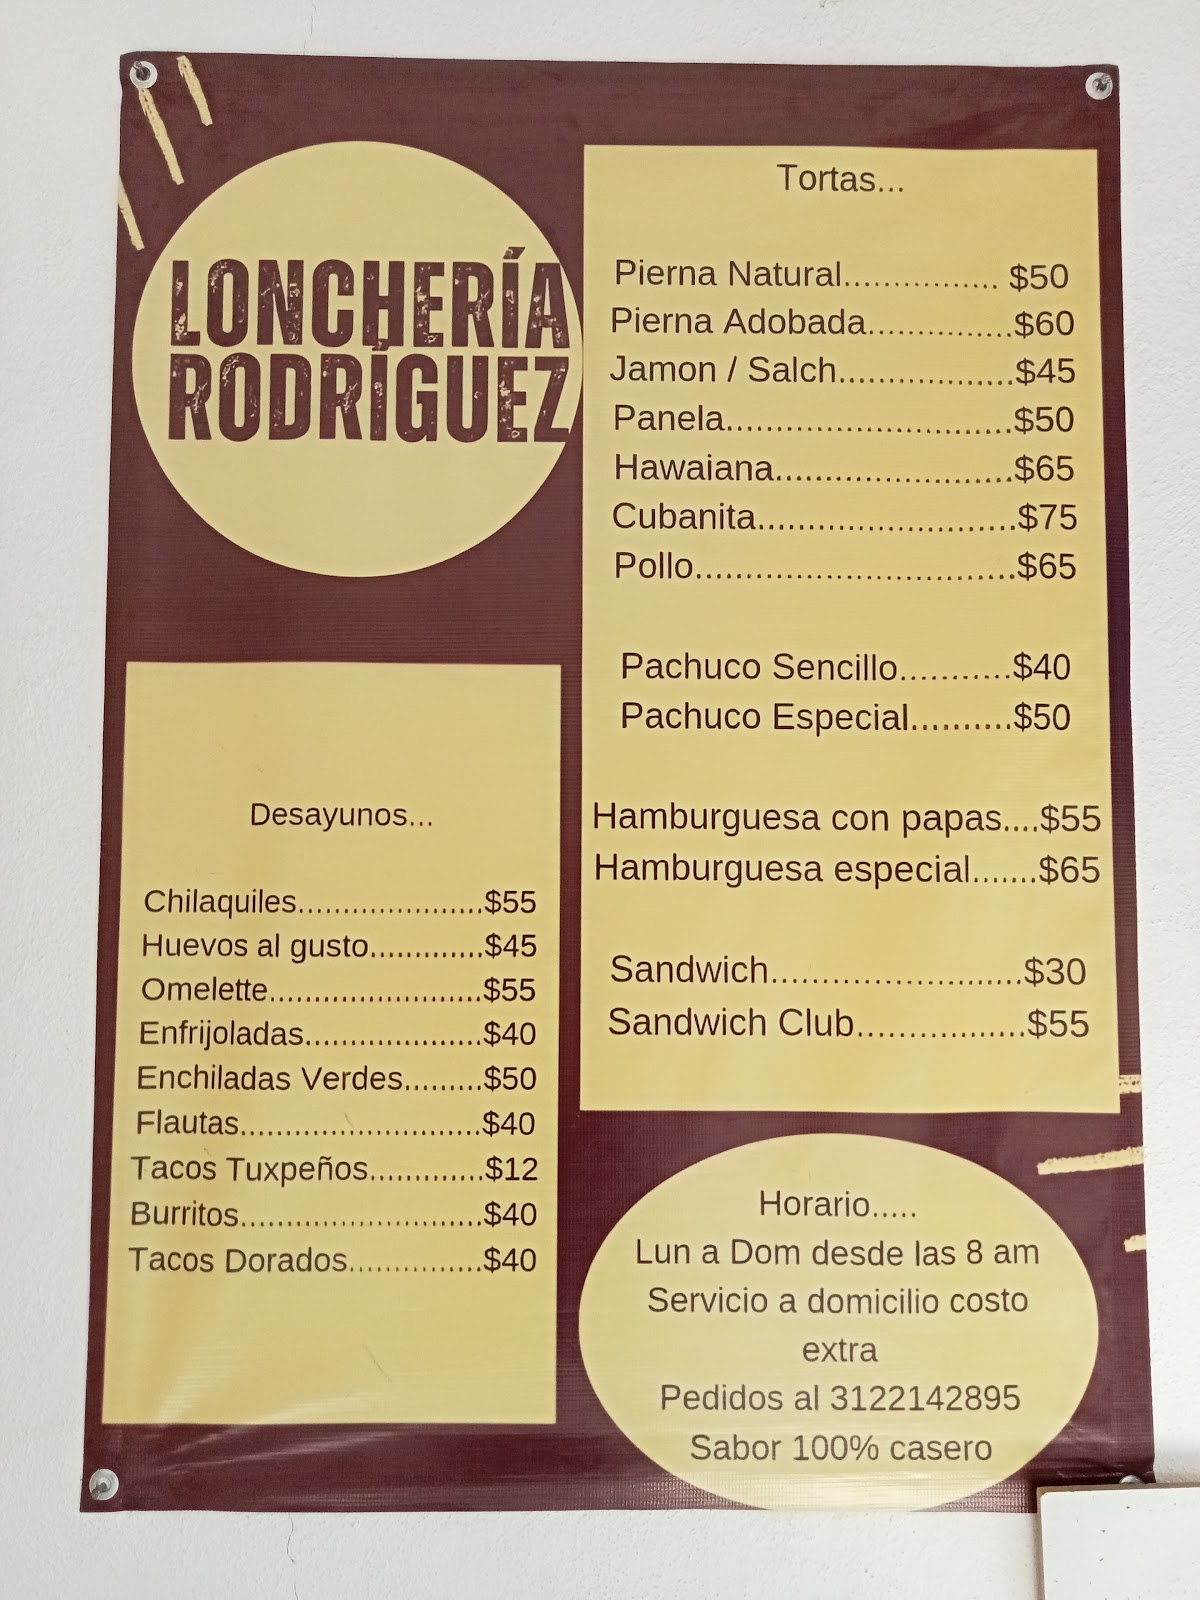 LONCHERÍA
RODRÍGUEZ
Tortas...
Pierna Natural................ $50
Pierna Adobada...............$60
Jamon / Salch..................$45
Panela.............................$50
Hawaiana........................$65
Cubanita..........................$75
Pollo................................$65
Pachuco Sencillo...........$40
Pachuco Especial..........$50
Hamburguesa con papas....$55
Hamburguesa especial.......$65
Sandwich.........................$30
Sandwich Club.................$55
Desayunos...
Chilaquiles.....................$55
Huevos al gusto.............$45
Omelette........................$55
Enfrijoladas....................$40
Enchiladas Verdes.........$50
Flautas...........................$40
Tacos Tuxpeños.............$12
Burritos...........................$40
Tacos Dorados...............$40
Horario.....
Lun a Dom desde las 8 am
Servicio a domicilio costo
extra
Pedidos al 3122142895
Sabor 100% casero